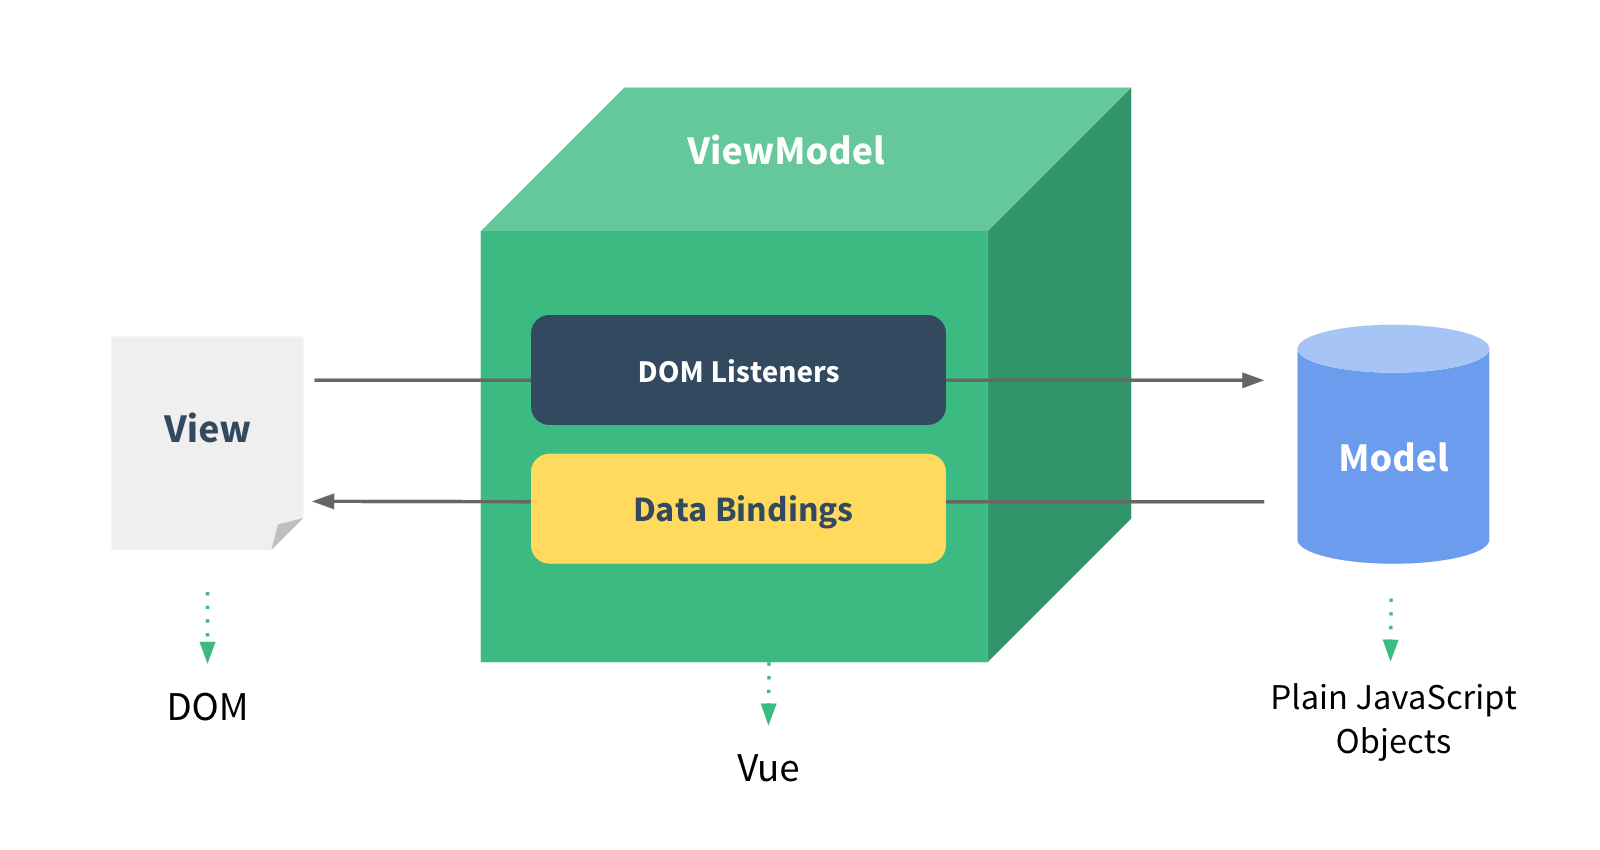 ViewModel
DOM Listeners
View
Model
Data Bindings
DOM
Plain JavaScript
Objects
Vue